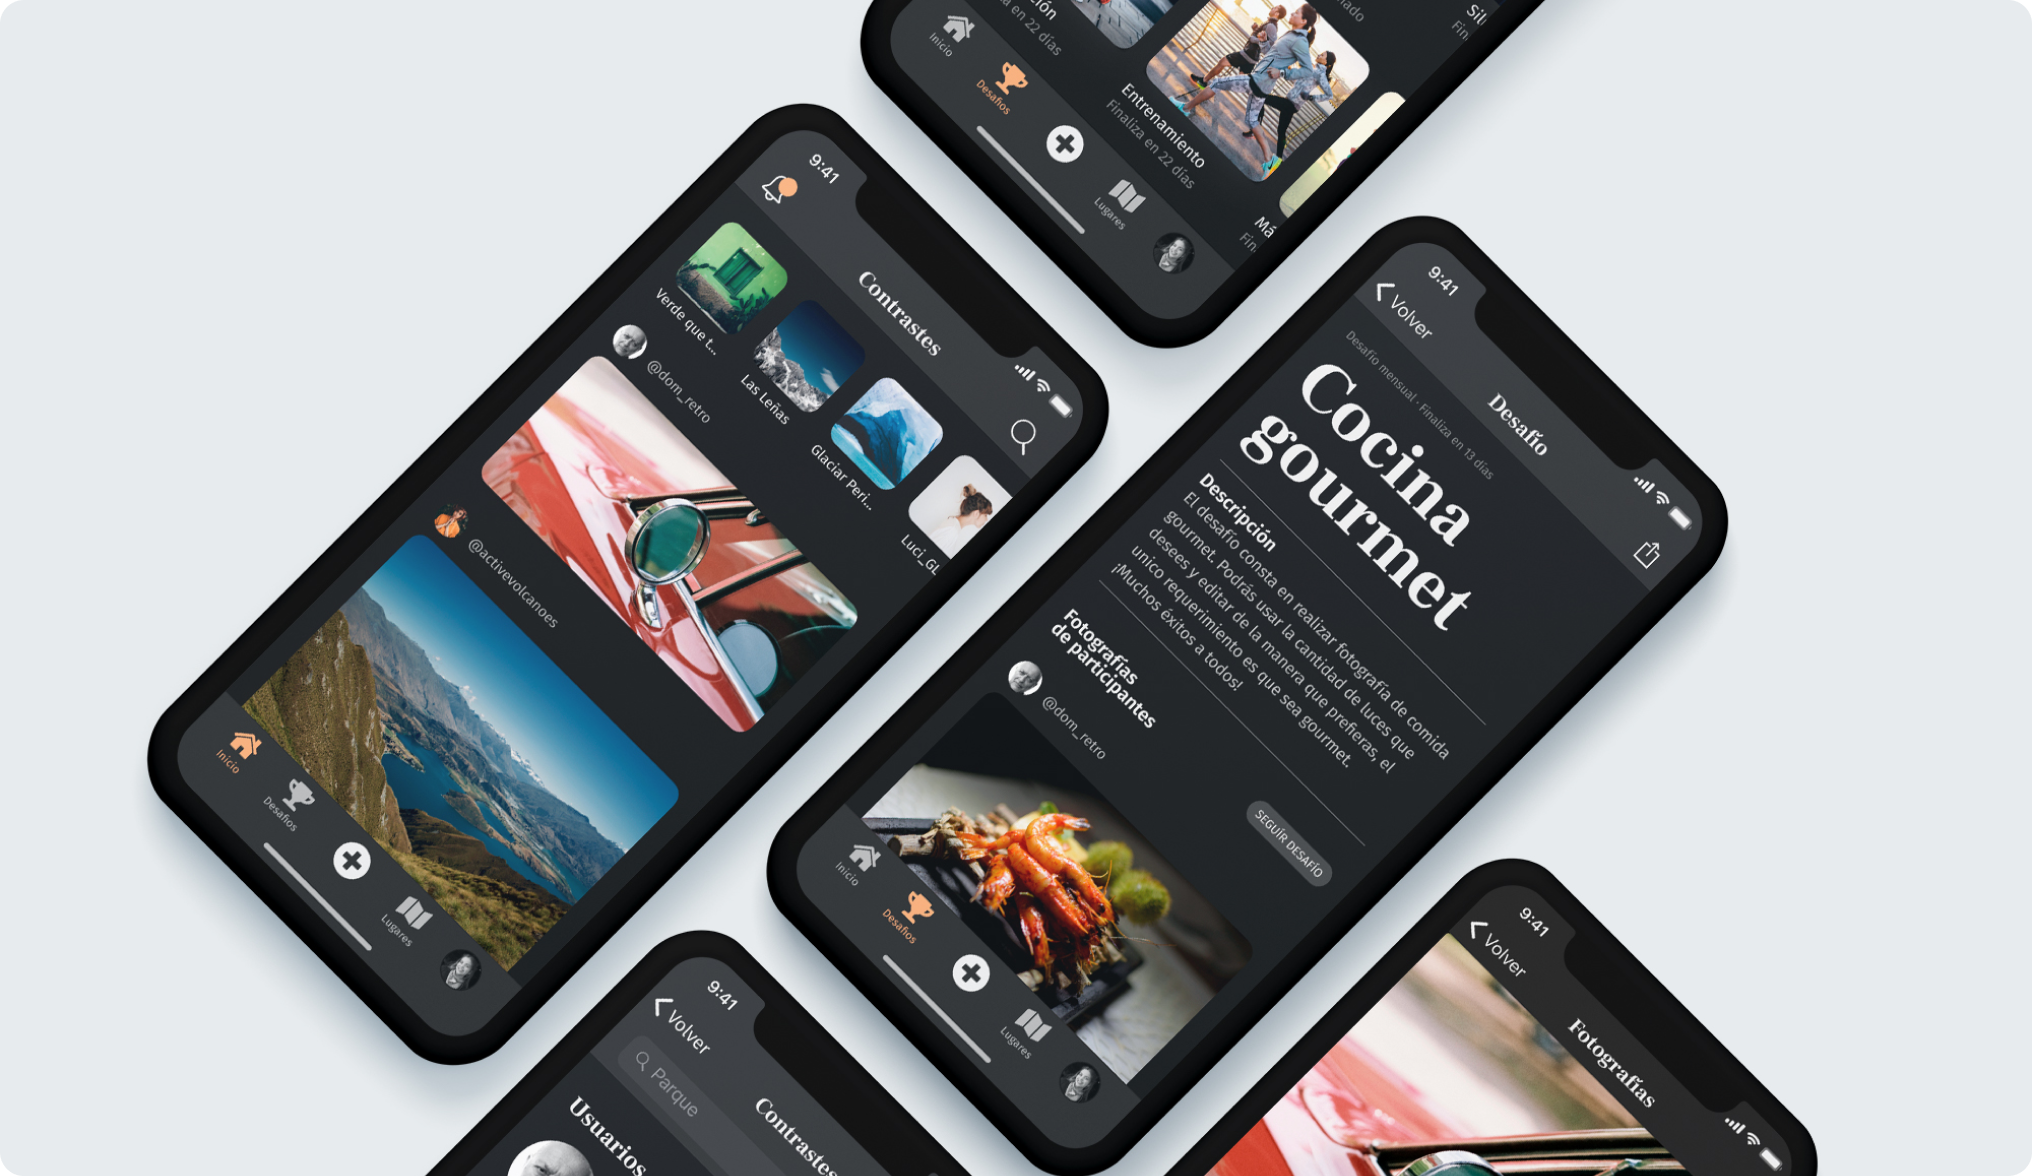 ción
a en 22 días
Entrenamiento
Finaliza en 22 días
Sil
Fin
Má
Fin
Inicio
Desafíos
Lugares
9:41
Contrastes
Verde que t...
Las Leñas
Glaciar Peri...
Luci_GL
@dom_retro
@activevolcanoes
Inicio
Desafíos
Lugares
9:41
Volver
Desafío
Desafío mensual · Finaliza en 13 días
Cocina
gourmet
Descripción
El desafío consta en realizar fotografía de comida
gourmet. Podrás usar la cantidad de luces que
desees y editar de la manera que prefieras, el
unico requerimiento es que sea gourmet.
¡Muchos éxitos a todos!
SEGUÍR DESAFÍO
Fotografías
de participantes
@dom_retro
Inicio
Desafíos
Lugares
9:41
Volver
Contrastes
Parque
Usuarios
9:41
Volver
Fotografías